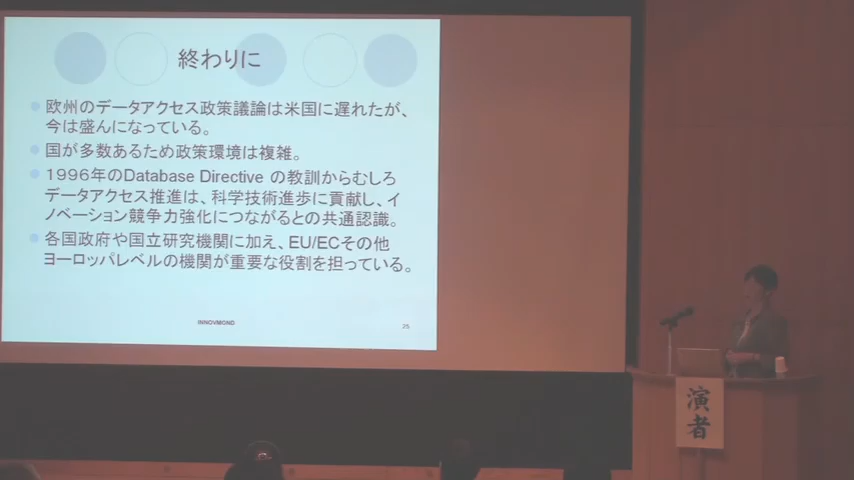 終わりに
欧州のデータアクセス政策議論は米国に遅れたが、
今は盛んになっている。
国が多数あるため政策環境は複雑。
1996年のDatabase Directive の教訓からむしろ
データアクセス推進は、科学技術進歩に貢献し、イ
ノベーション競争力強化につながるとの共通認識。
各国政府や国立研究機関に加え、EU/ECその他
ヨーロッパレベルの機関が重要な役割を担っている。
INNOVMOND
25
演者